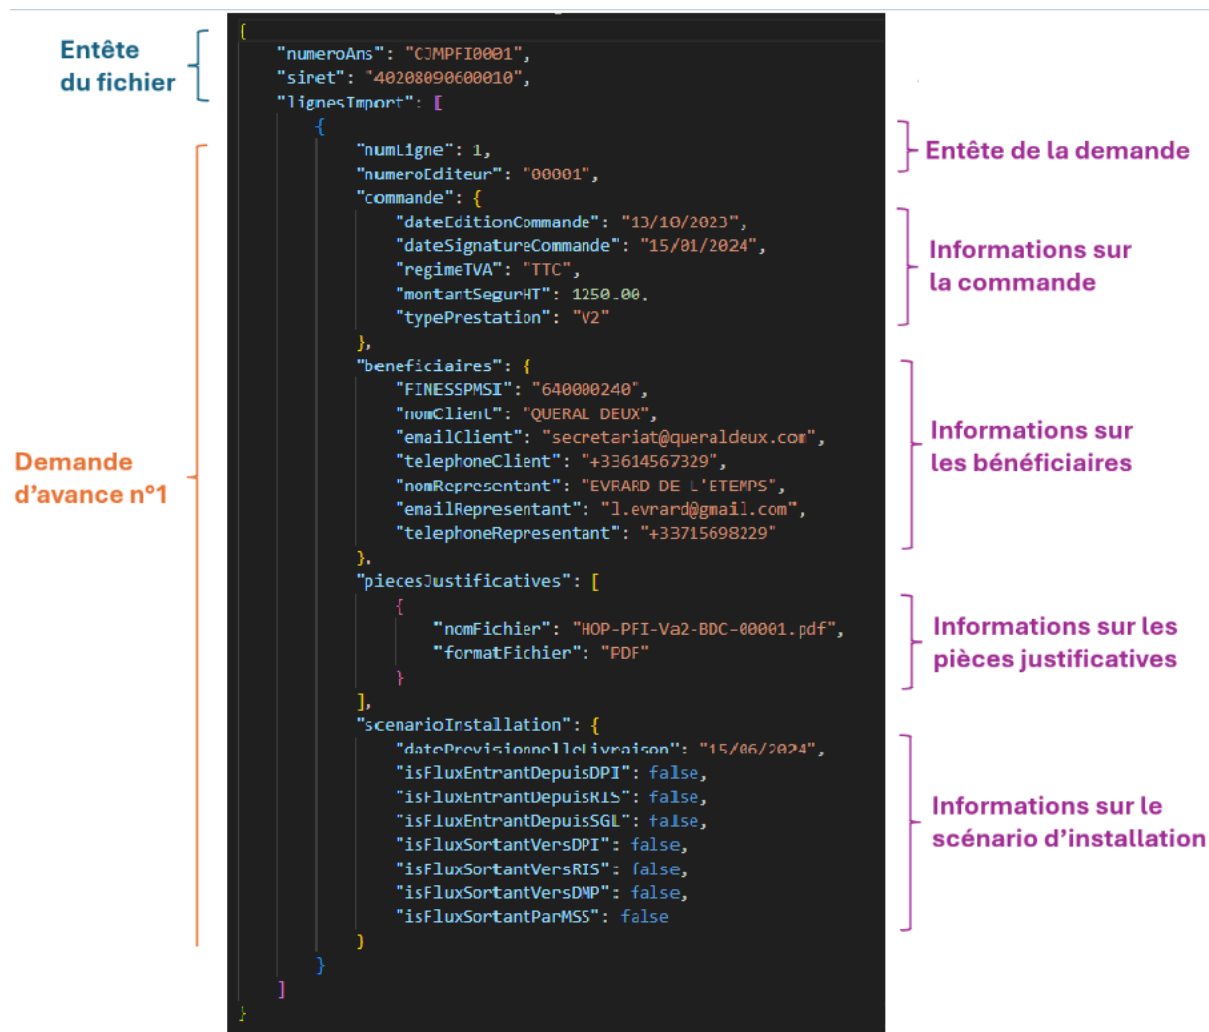 Entête
du fichier
{
"numeroAns": "CJMPFI0001",
"siret": "40208090600010",
"lignesImport": [
{
Demande
d'avance n°1
"numLigne": 1,
"numeroEditeur": "00001",
Entête de la demande
"commande": {
"dateEditionCommande": "13/10/2023",
"dateSignatureCommande": "15/01/2024",
"regimeTVA": "TTC",
"montantSegurHT": 1250.00,
"typePrestation": "V2"
},
Informations sur
la commande
"beneficiaires": {
"FINESSPMSI": "640000240",
"nomClient": "QUERAL DEUX",
"emailClient": "secretariat@queraldeux.com",
"telephoneClient": "+33614567329",
"nomRepresentant": "EVRARD DE L'ETEMPS",
"emailRepresentant": "l.evrard@gmail.com",
"telephoneRepresentant": "+33715698229"
},
Informations sur
les bénéficiaires
"piecesJustificatives": [
{
"nomFichier": "HOP-PFI-Va2-BDC-00001.pdf",
"formatFichier": "PDF"
}
],
Informations sur les
pièces justificatives
"scenarioInstallation": {
"datePrevisionnelleLivraison": "15/06/2024",
"isFluxEntrantDepuisDPI": false,
"isFluxEntrantDepuisRIS": false,
"isFluxEntrantDepuisSGL": false,
"isFluxSortantVersDPI": false,
"isFluxSortantVersRIS": false,
"isFluxSortantVersDMP": false,
"isFluxSortantParMSS": false
}
Informations sur le
scénario d'installation
}
]
}